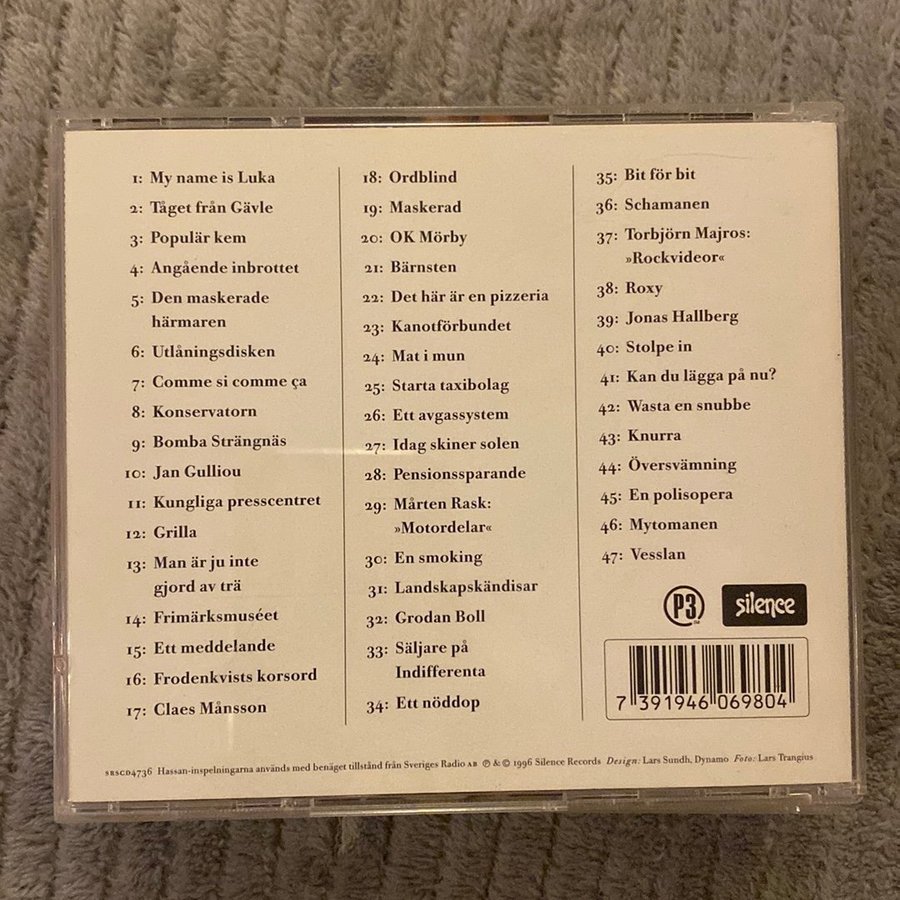 1: My name is Luka
2: Tåget från Gävle
3: Populär kem
4: Angående inbrottet
5: Den maskerade
härmaren
6: Utlåningsdisken
7: Comme si comme ça
8: Konservatorn
9: Bomba Strängnäs
10: Jan Gulliou
11: Kungliga presscentret
12: Grilla
13: Man är ju inte
gjord av trä
14: Frimärksmuséet
15: Ett meddelande
16: Frodenkvists korsord
17: Claes Månsson
18: Ordblind
19: Maskerad
20: OK Mörby
21: Bärnsten
22: Det här är en pizzeria
23: Kanotförbundet
24: Mat i mun
25: Starta taxibolag
26: Ett avgassystem
27: Idag skiner solen
28: Pensionssparande
29: Mårten Rask:
»Motordelar«
30: En smoking
31: Landskapskändisar
32: Grodan Boll
33: Säljare på
Indifferenta
34: Ett nöddop
35: Bit för bit
36: Schamanen
37: Torbjörn Majros:
»Rockvideor«
38: Roxy
39: Jonas Hallberg
40: Stolpe in
41: Kan du lägga på nu?
42: Wasta en snubbe
43: Knurra
44: Översvämning
45: En polisopera
46: Mytomanen
47: Vesslan
P3 silence
7 391946 069804
SRSCD4736 Hassan-inspelningarna används med benäget tillstånd från Sveriges Radio AB ℗ & © 1996 Silence Records Design: Lars Sundh, Dynamo Foto: Lars Trangius